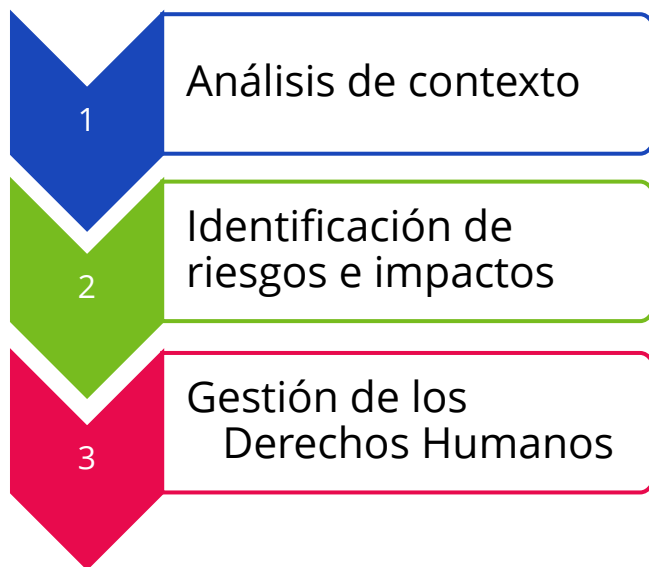 1
Análisis de contexto
2
Identificación de
riesgos e impactos
3
Gestión de los
Derechos Humanos